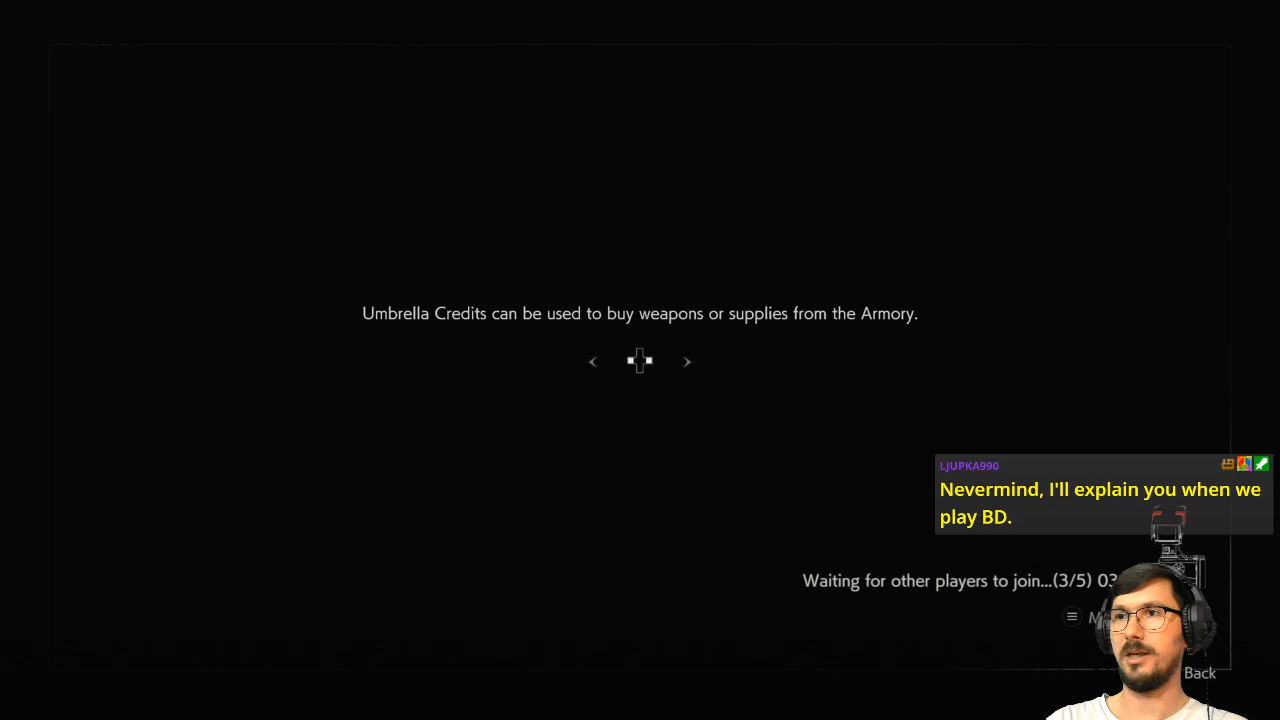 Umbrella Credits can be used to buy weapons or supplies from the Armory.
LJUPKA990
Nevermind, I'll explain you when we
play BD.
Waiting for other players to join...(3/5) 03
Back